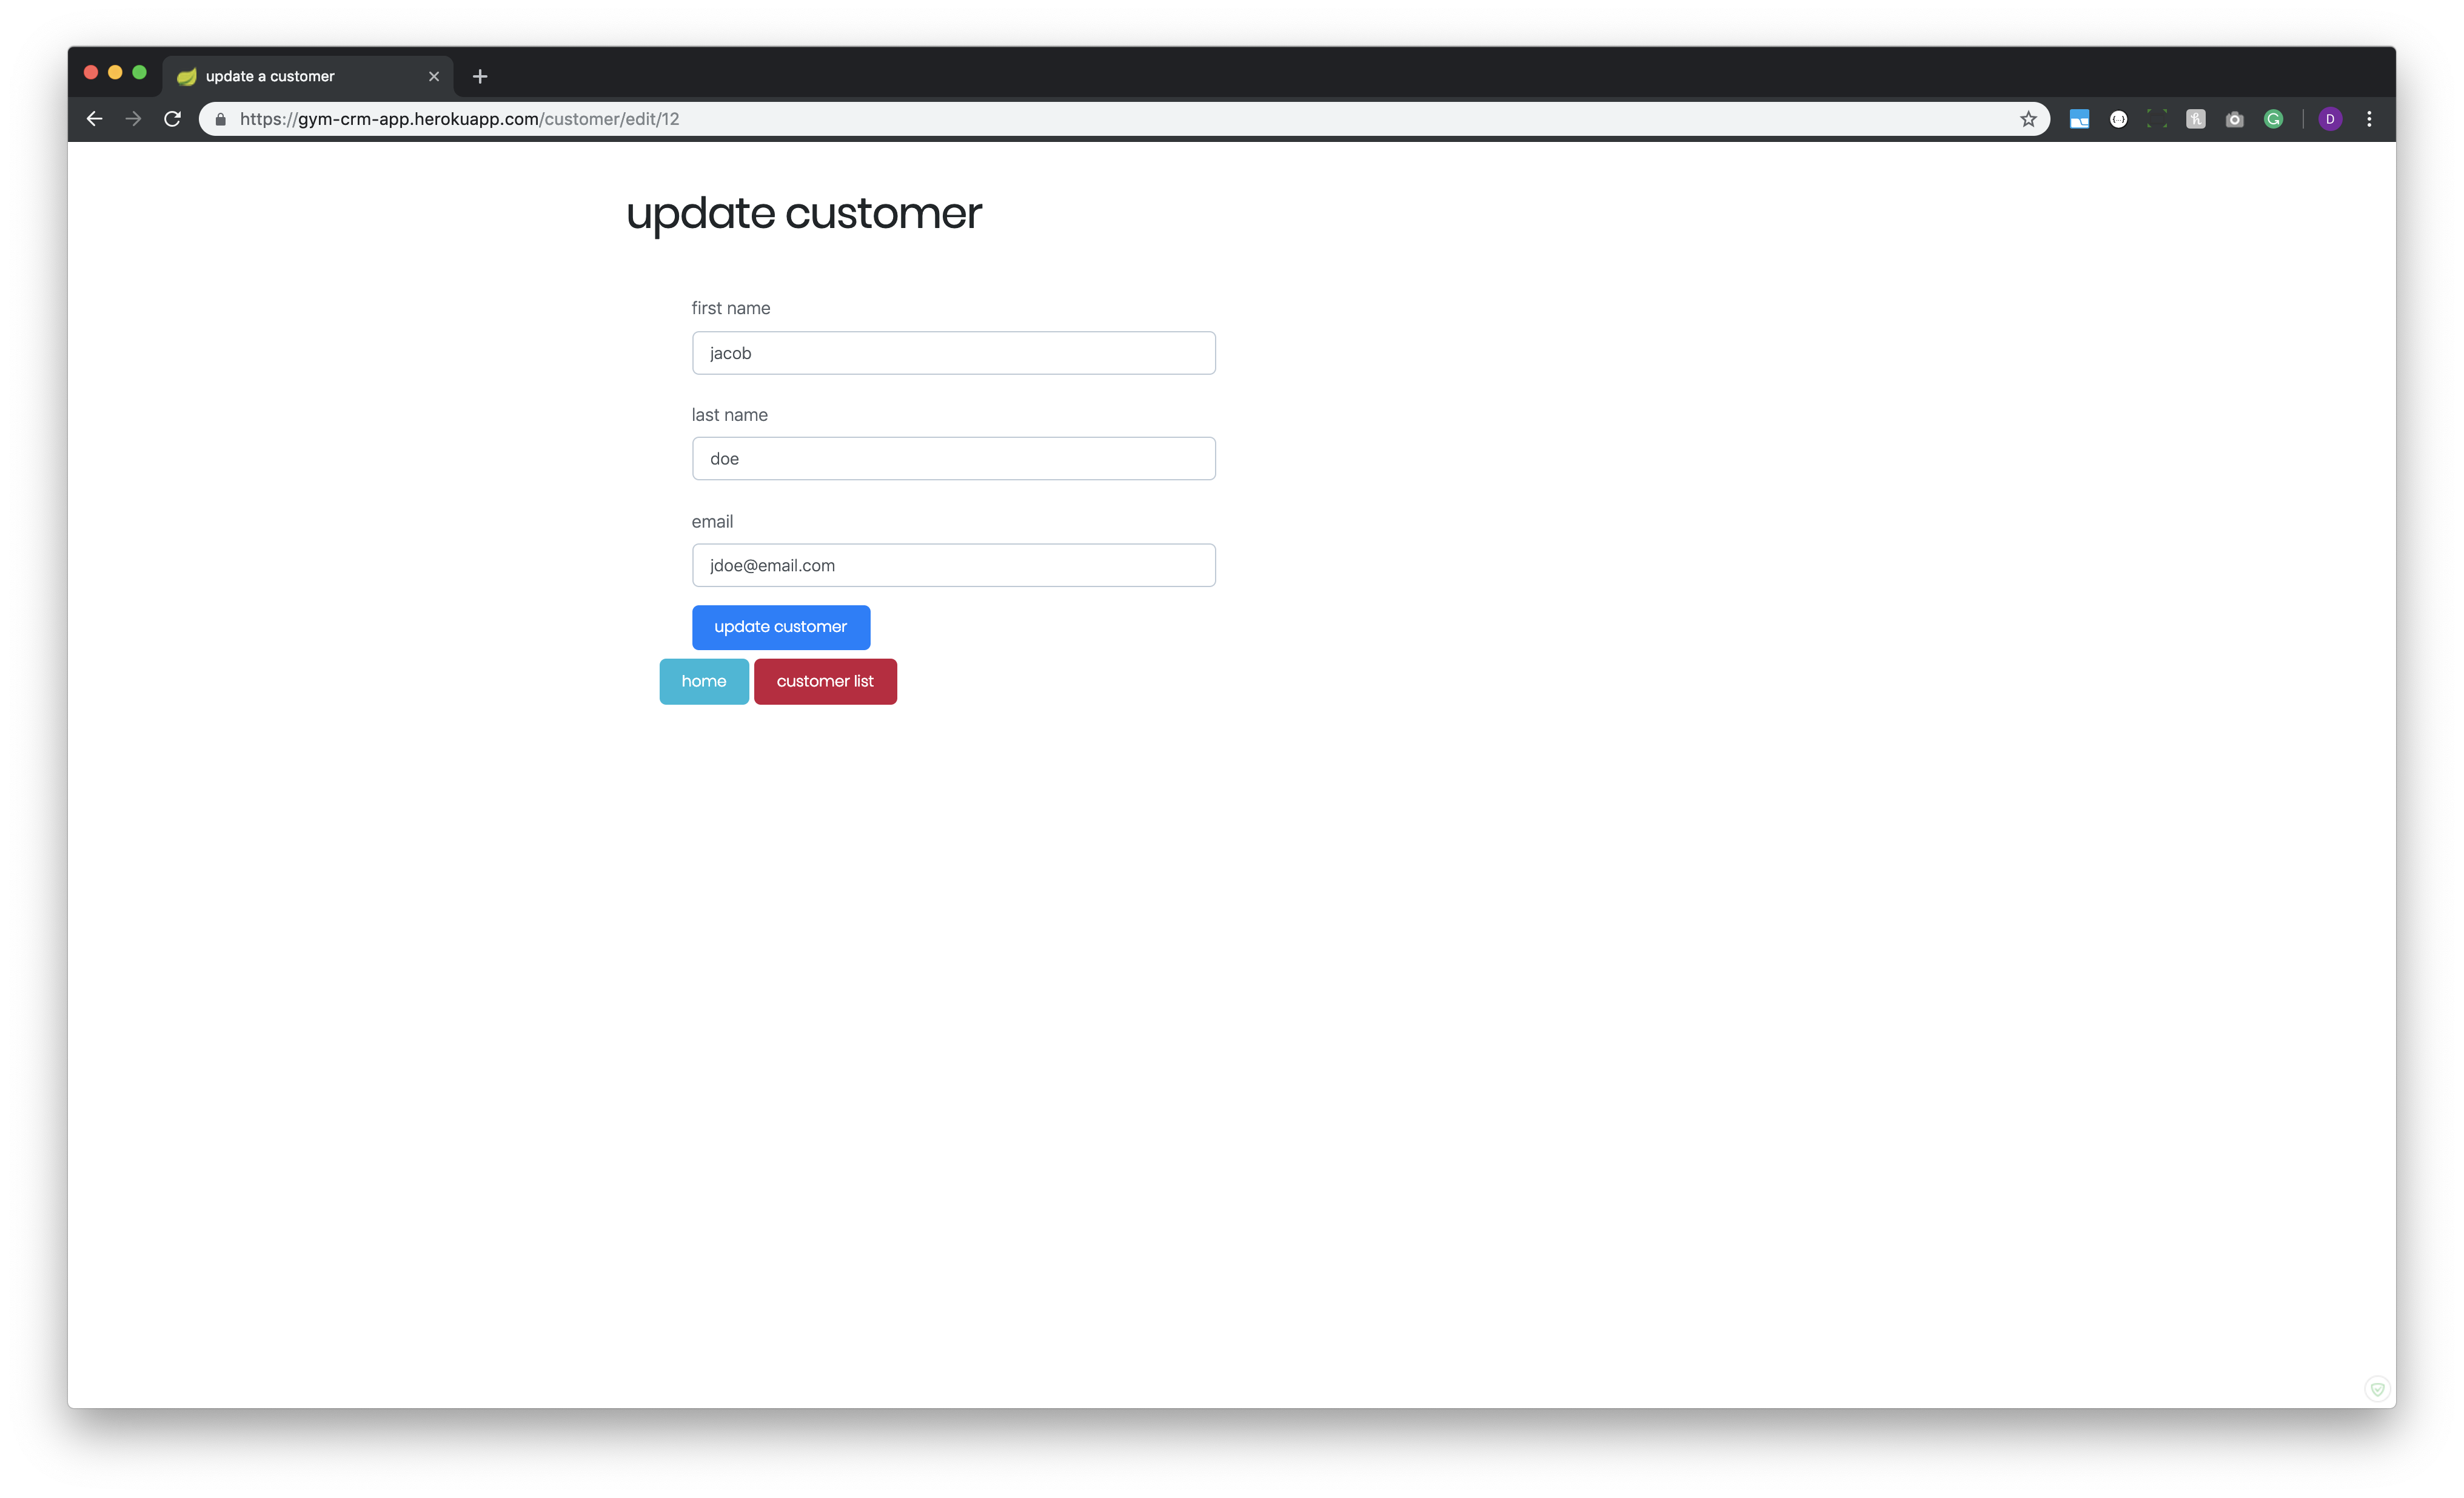 update a customer
https://gym-crm-app.herokuapp.com/customer/edit/12
D
update customer
first name
jacob
last name
doe
email
jdoe@email.com
update customer
home customer list